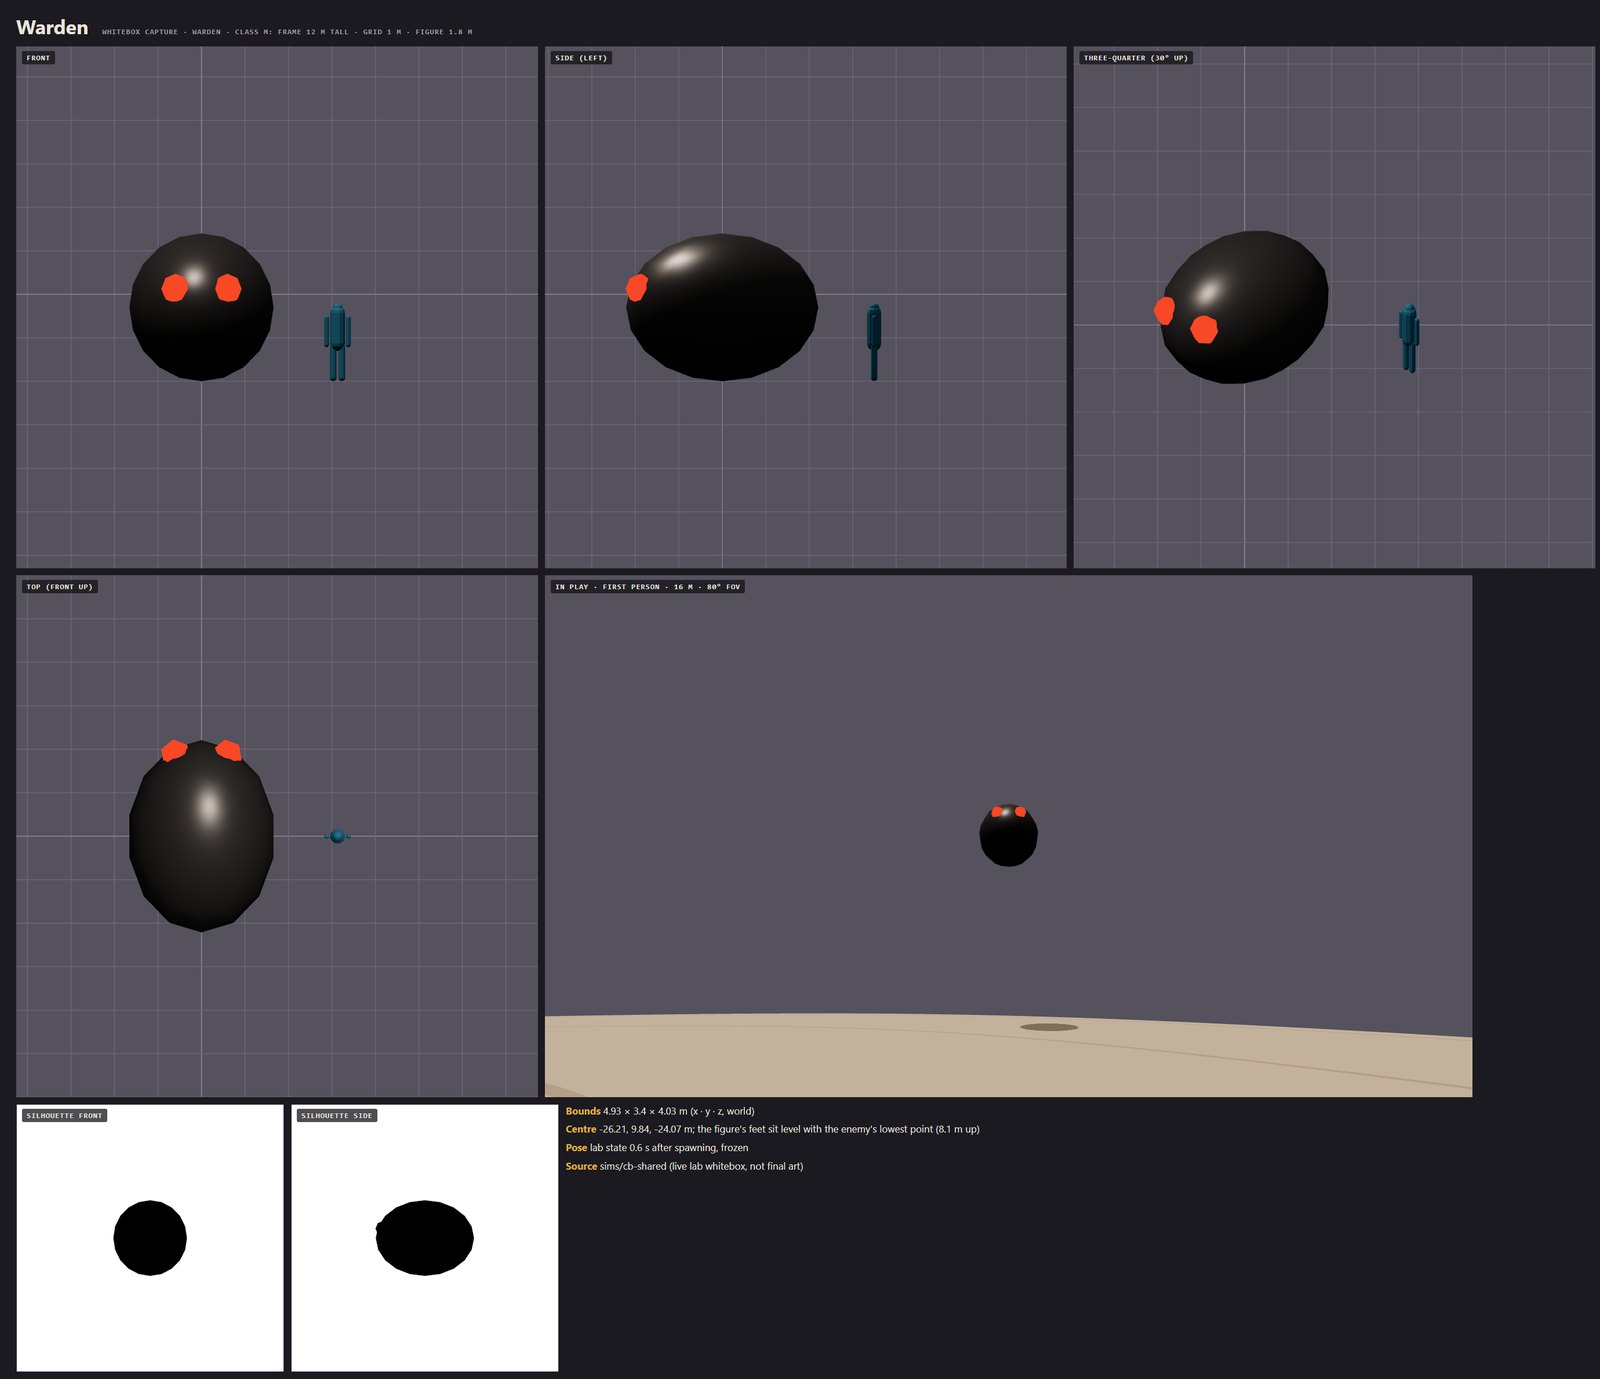 Warden WHITEBOX CAPTURE · WARDEN · CLASS M: FRAME 12 M TALL · GRID 1 M · FIGURE 1.8 M
FRONT
SIDE (LEFT)
THREE-QUARTER (30° UP)
TOP (FRONT UP)
IN PLAY · FIRST PERSON · 16 M · 80° FOV
SILHOUETTE FRONT
SILHOUETTE SIDE
Bounds 4.93 × 3.4 × 4.03 m (x · y · z, world)
Centre -26.21, 9.84, -24.07 m; the figure's feet sit level with the enemy's lowest point (8.1 m up)
Pose lab state 0.6 s after spawning, frozen
Source sims/cb-shared (live lab whitebox, not final art)